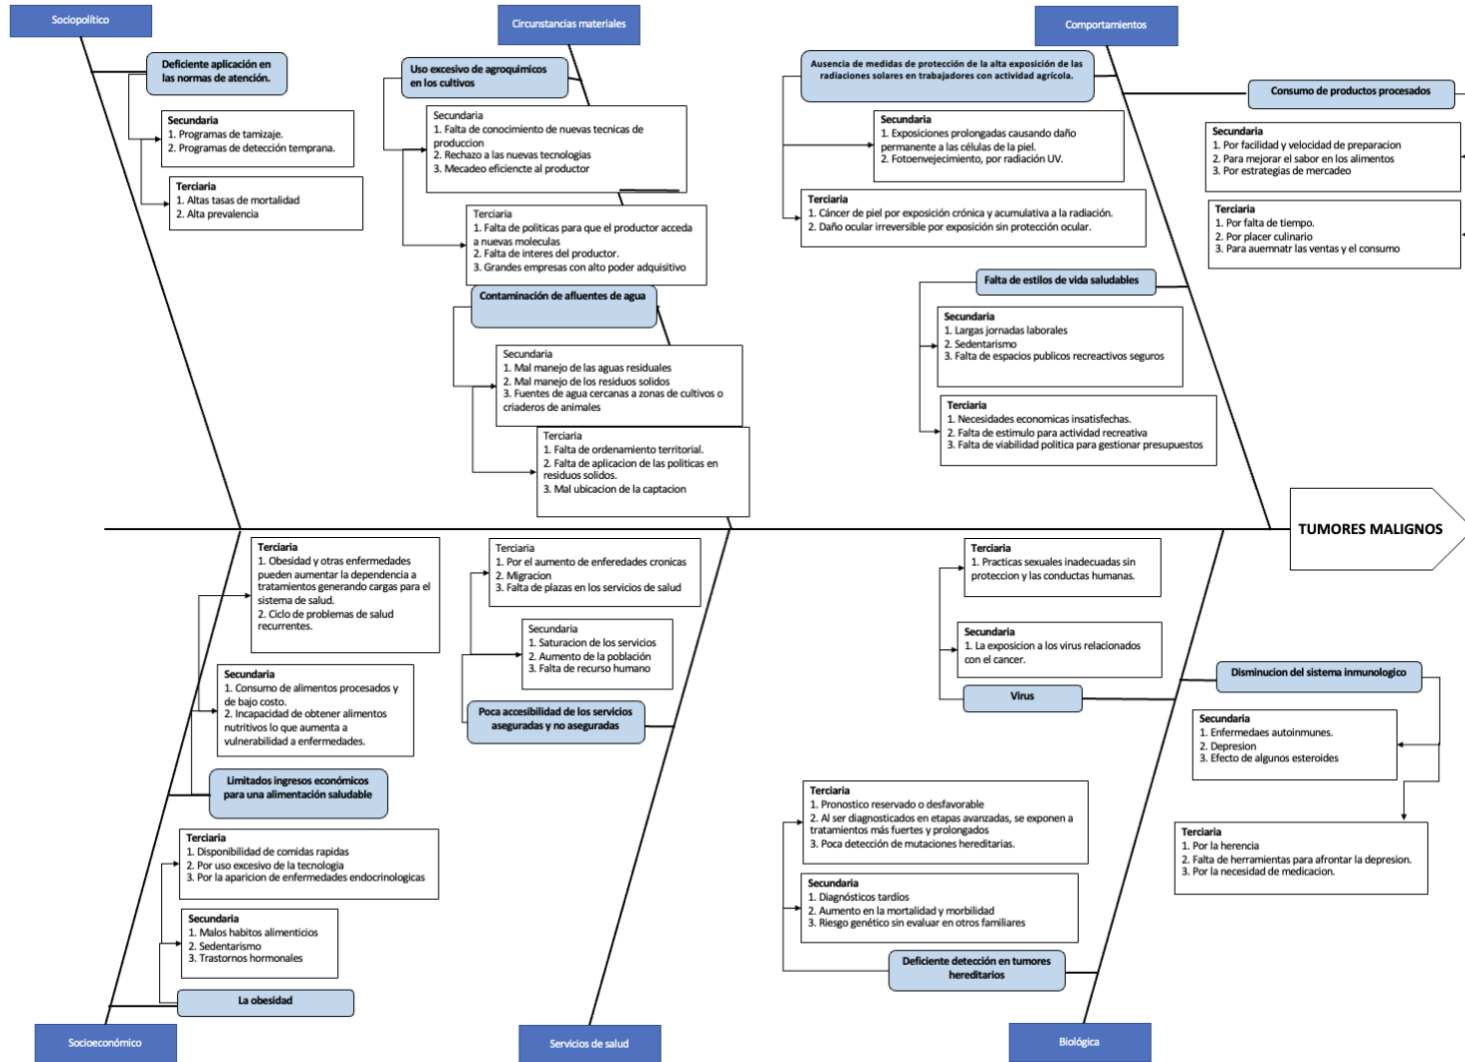 Sociopolítico
Deficiente aplicación en
las normas de atención.
Secundaria
1. Programas de tamizaje.
2. Programas de detección temprana.
Terciaria
1. Altas tasas de mortalidad
2. Alta prevalencia
Circunstancias materiales
Uso excesivo de agroquimicos
en los cultivos
Secundaria
1. Falta de conocimiento de nuevas tecnicas de
produccion
2. Rechazo a las nuevas tecnologias
3. Mecadeo eficiencte al productor
Terciaria
1. Falta de politicas para que el productor acceda
a nuevas moleculas
2. Falta de interes del productor.
3. Grandes empresas con alto poder adquisitivo
Contaminación de afluentes de agua
Secundaria
1. Mal manejo de las aguas residuales
2. Mal manejo de los residuos solidos
3. Fuentes de agua cercanas a zonas de cultivos o
criaderos de animales
Terciaria
1. Falta de ordenamiento territorial.
2. Falta de aplicacion de las politicas en
residuos solidos.
3. Mal ubicacion de la captacion
Comportamientos
Ausencia de medidas de protección de la alta exposición de las
radiaciones solares en trabajadores con actividad agrícola.
Secundaria
1. Exposiciones prolongadas causando daño
permanente a las células de la piel.
2. Fotoenvejecimiento, por radiación UV.
Terciaria
1. Cáncer de piel por exposición crónica y acumulativa a la radiación.
2. Daño ocular irreversible por exposición sin protección ocular.
Consumo de productos procesados
Secundaria
1. Por facilidad y velocidad de preparacion
2. Para mejorar el sabor en los alimentos
3. Por estrategias de mercadeo
Terciaria
1. Por falta de tiempo.
2. Por placer culinario
3. Para auemnatr las ventas y el consumo
Falta de estilos de vida saludables
Secundaria
1. Largas jornadas laborales
2. Sedentarismo
3. Falta de espacios publicos recreactivos seguros
Terciaria
1. Necesidades economicas insatisfechas.
2. Falta de estimulo para actividad recreativa
3. Falta de viabilidad politica para gestionar presupuestos
TUMORES MALIGNOS
Terciaria
1. Obesidad y otras enfermedades
pueden aumentar la dependencia a
tratamientos generando cargas para el
sistema de salud.
2. Ciclo de problemas de salud
recurrentes.
Secundaria
1. Consumo de alimentos procesados y
de bajo costo.
2. Incapacidad de obtener alimentos
nutritivos lo que aumenta a
vulnerabilidad a enfermedades.
Limitados ingresos económicos
para una alimentación saludable
Terciaria
1. Disponibilidad de comidas rapidas
2. Por uso excesivo de la tecnologia
3. Por la aparicion de enfermedades endocrinologicas
Secundaria
1. Malos habitos alimenticios
2. Sedentarismo
3. Trastornos hormonales
La obesidad
Socioeconómico
Terciaria
1. Por el aumento de enferedades cronicas
2. Migracion
3. Falta de plazas en los servicios de salud
Secundaria
1. Saturacion de los servicios
2. Aumento de la población
3. Falta de recurso humano
Poca accesibilidad de los servicios
aseguradas y no aseguradas
Servicios de salud
Terciaria
1. Practicas sexuales inadecuadas sin
proteccion y las conductas humanas.
Secundaria
1. La exposicion a los virus relacionados
con el cancer.
Virus
Disminucion del sistema inmunologico
Secundaria
1. Enfermedaes autoinmunes.
2. Depresion
3. Efecto de algunos esteroides
Terciaria
1. Por la herencia
2. Falta de herramientas para afrontar la depresion.
3. Por la necesidad de medicacion.
Terciaria
1. Pronostico reservado o desfavorable
2. Al ser diagnosticados en etapas avanzadas, se exponen a
tratamientos más fuertes y prolongados
3. Poca detección de mutaciones hereditarias.
Secundaria
1. Diagnósticos tardíos
2. Aumento en la mortalidad y morbilidad
3. Riesgo genético sin evaluar en otros familiares
Deficiente detección en tumores
hereditarios
Biológica